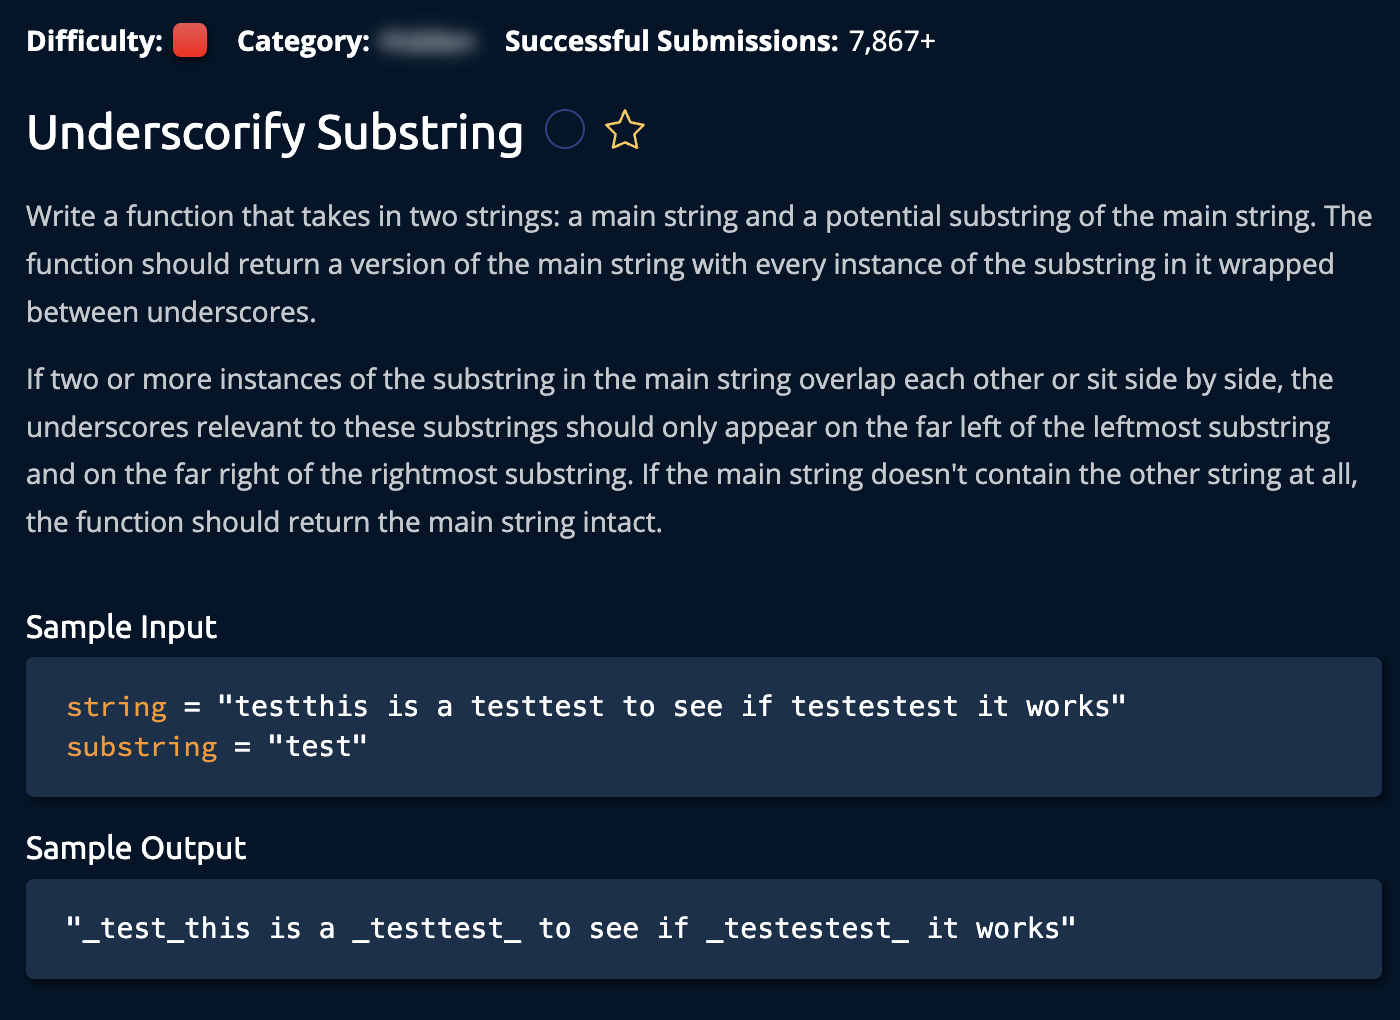 Difficulty: Category: Successful Submissions: 7,867+
Underscorify Substring
Write a function that takes in two strings: a main string and a potential substring of the main string. The
function should return a version of the main string with every instance of the substring in it wrapped
between underscores.
If two or more instances of the substring in the main string overlap each other or sit side by side, the
underscores relevant to these substrings should only appear on the far left of the leftmost substring
and on the far right of the rightmost substring. If the main string doesn't contain the other string at all,
the function should return the main string intact.
Sample Input
string = "testthis is a testtest to see if testestest it works"
substring = "test"
Sample Output
"_test_this is a _testtest_ to see if _testestest_ it works"